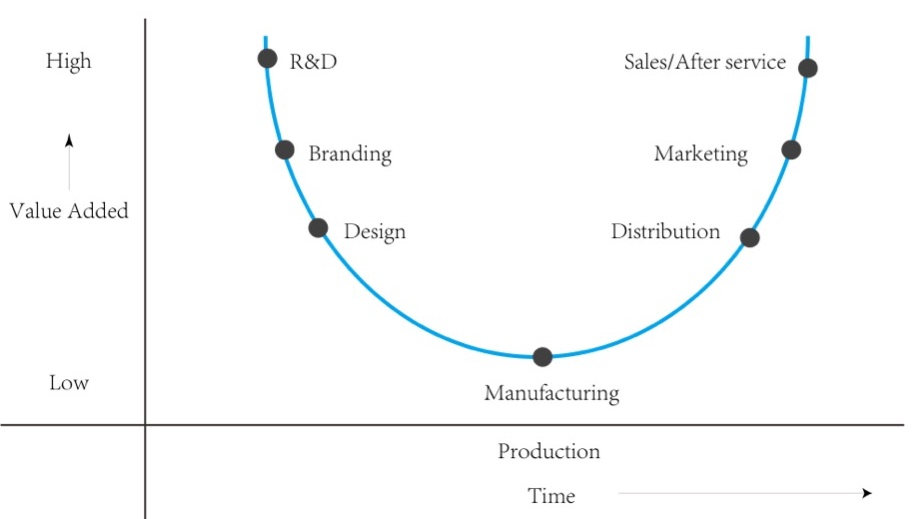 High
R&D
Sales/After service
Branding
Marketing
Value Added
Design
Distribution
Low
Manufacturing
Production
Time